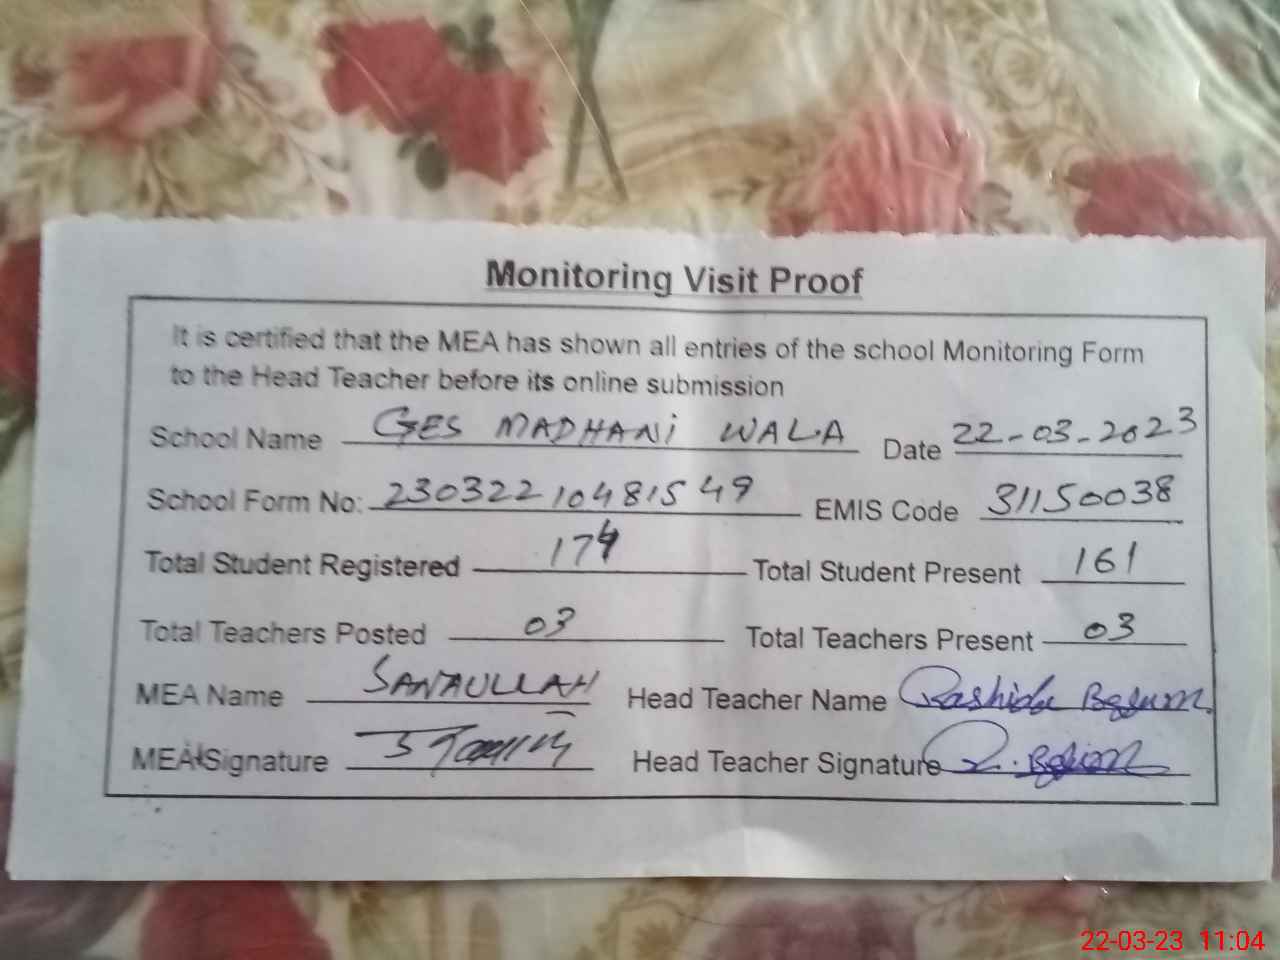 Monitoring Visit Proof
It is certified that the MEA has shown all entries of the school Monitoring Form
to the Head Teacher before its online submission
School Name GES MADHANI WALA Date 22-03-2023
School Form No: 23032210481549 EMIS Code 31150038
Total Student Registered 174 Total Student Present 161
Total Teachers Posted 03 Total Teachers Present 03
MEA Name SANAULLAH Head Teacher Name Rashida Begum.
MEA Signature Head Teacher Signature R. Begum
22-03-23 11:04